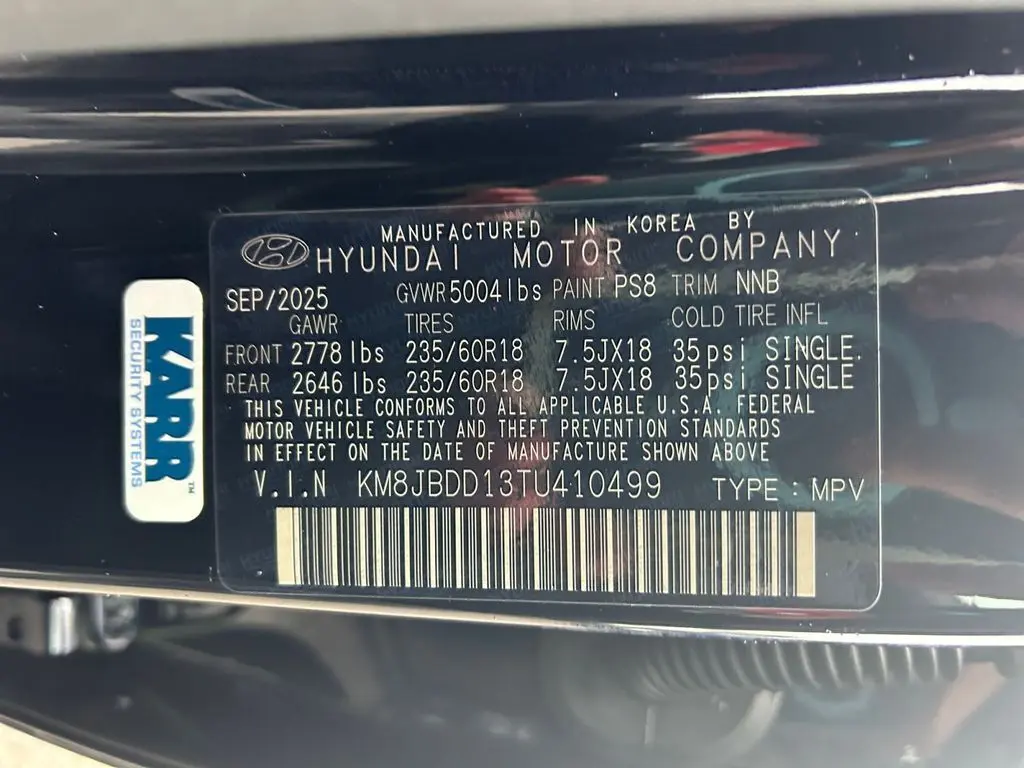 MANUFACTURED IN KOREA BY
HYUNDAI MOTOR COMPANY
SEP/2025 GVWR 5004lbs PAINT PS8 TRIM NNB
GAWR TIRES RIMS COLD TIRE INFL
FRONT 2778 lbs 235/60R18 7.5JX18 35psi SINGLE.
REAR 2646 lbs 235/60R18 7.5JX18 35psi SINGLE
THIS VEHICLE CONFORMS TO ALL APPLICABLE U.S.A. FEDERAL
MOTOR VEHICLE SAFETY AND THEFT PREVENTION STANDARDS
IN EFFECT ON THE DATE OF MANUFACTURE SHOWN ABOVE
V.I.N KM8JBDD13TU410499 TYPE : MPV
KARR™
SECURITY SYSTEMS